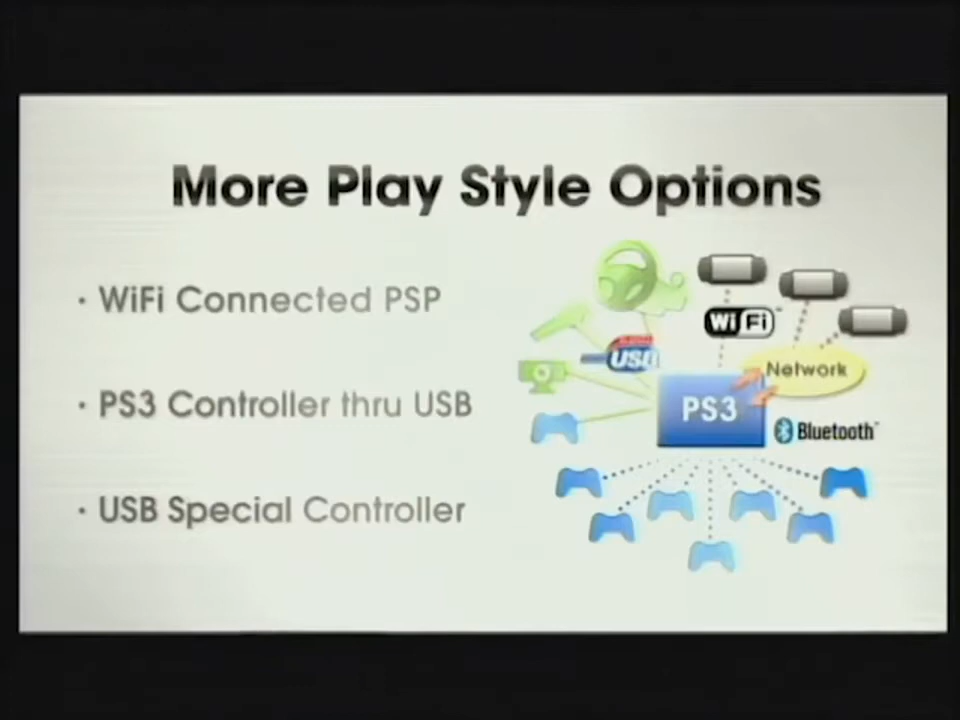 More Play Style Options
· WiFi Connected PSP
· PS3 Controller thru USB
· USB Special Controller
WiFi
USB
Network
PS3
Bluetooth